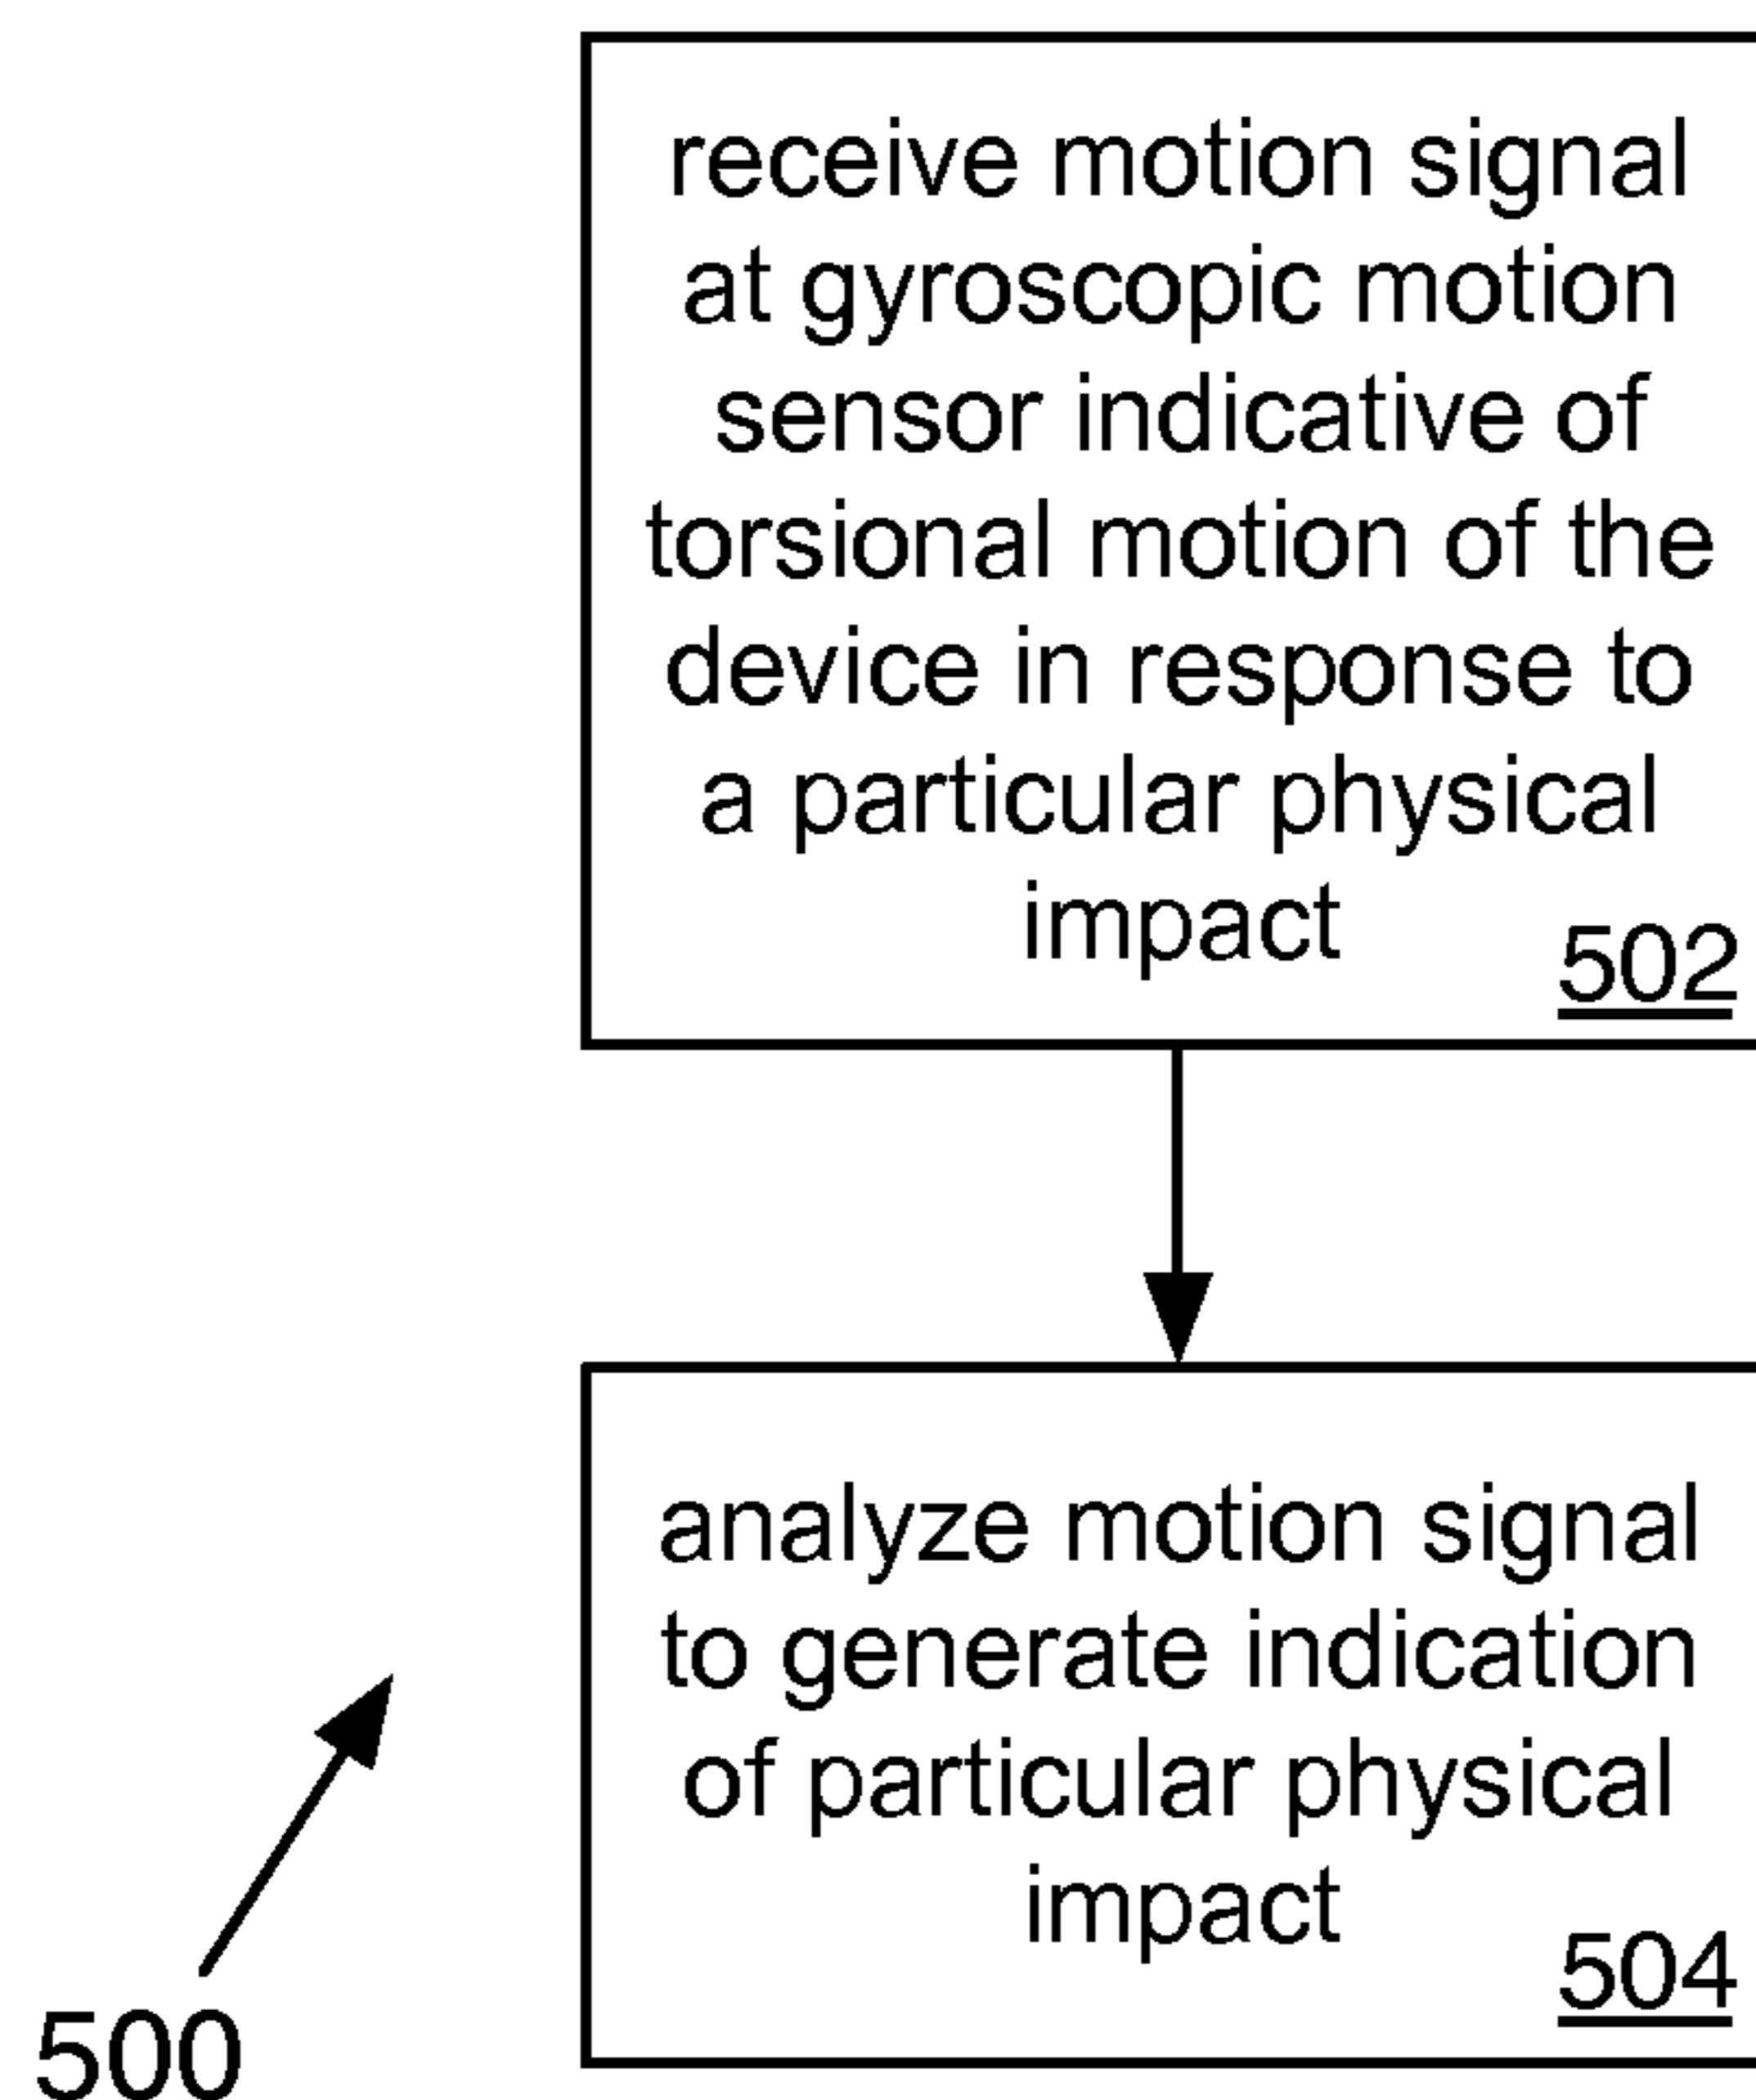 receive motion signal
at gyroscopic motion
sensor indicative of
torsional motion of the
device in response to
a particular physical
impact
502
analyze motion signal
to generate indication
of particular physical
impact
504
500